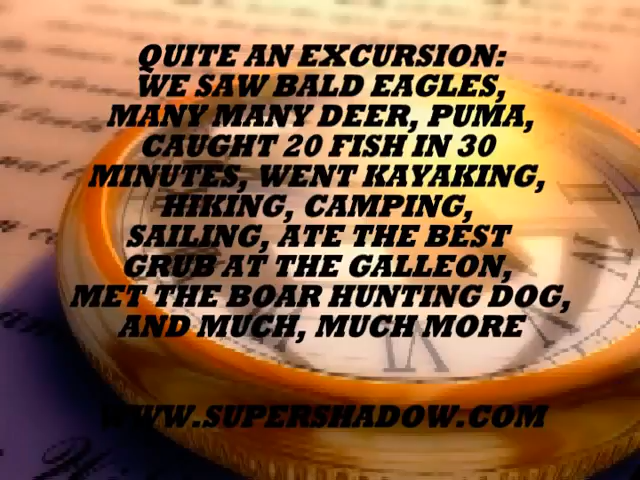 QUITE AN EXCURSION:
WE SAW BALD EAGLES,
MANY MANY DEER, PUMA,
CAUGHT 20 FISH IN 30
MINUTES, WENT KAYAKING,
HIKING, CAMPING,
SAILING, ATE THE BEST
GRUB AT THE GALLEON,
MET THE BOAR HUNTING DOG,
AND MUCH, MUCH MORE
WWW.SUPERSHADOW.COM